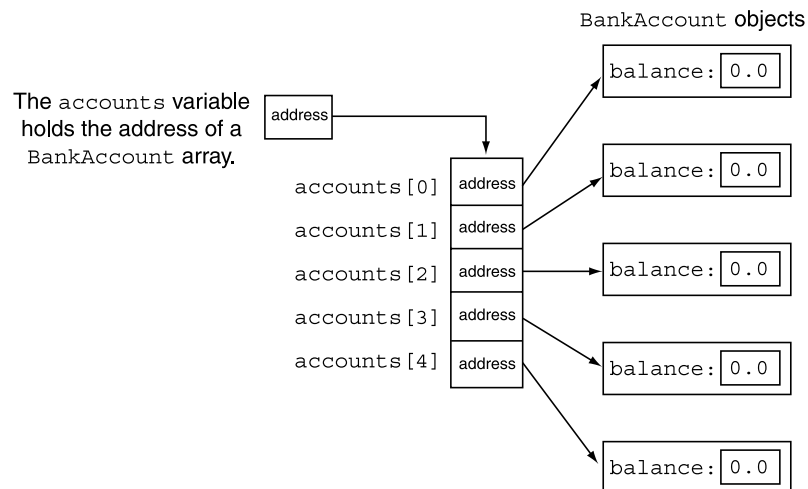 BankAccount objects
balance: 0.0
The accounts variable
holds the address of a
BankAccount array.
address
accounts[0] address
balance: 0.0
accounts[1] address
accounts[2] address
balance: 0.0
accounts[3] address
accounts[4] address
balance: 0.0
balance: 0.0